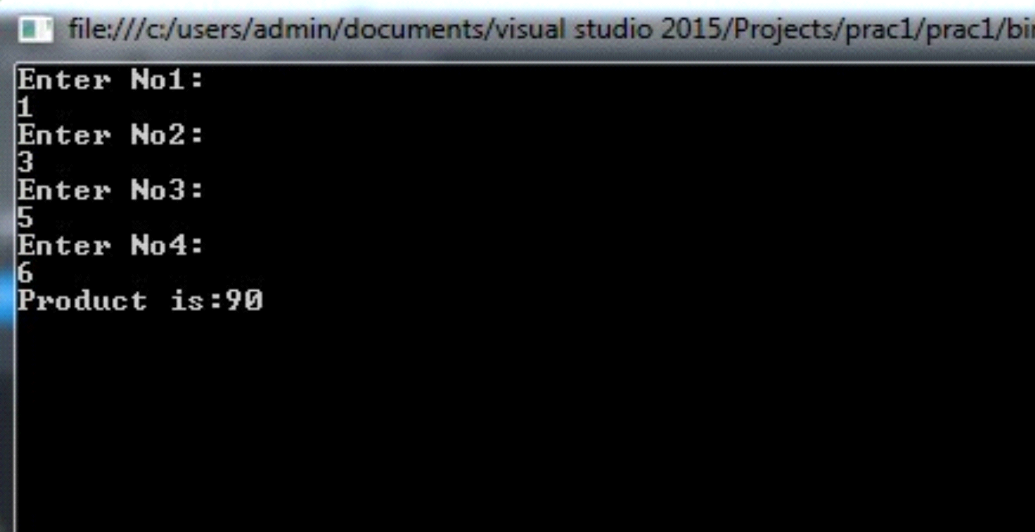 file:///c:/users/admin/documents/visual studio 2015/Projects/prac1/prac1/bin
Enter No1:
1
Enter No2:
3
Enter No3:
5
Enter No4:
6
Product is:90